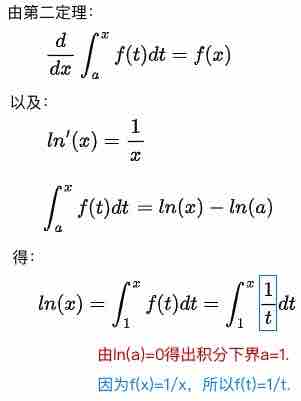 由第二定理:
d/dx ∫_a^x f(t)dt = f(x)
以及:
ln′(x) = 1/x
∫_a^x f(t)dt = ln(x) − ln(a)
得:
ln(x) = ∫_1^x f(t)dt = ∫_1^x 1/t dt
由ln(a)=0得出积分下界a=1.
因为f(x)=1/x，所以f(t)=1/t.